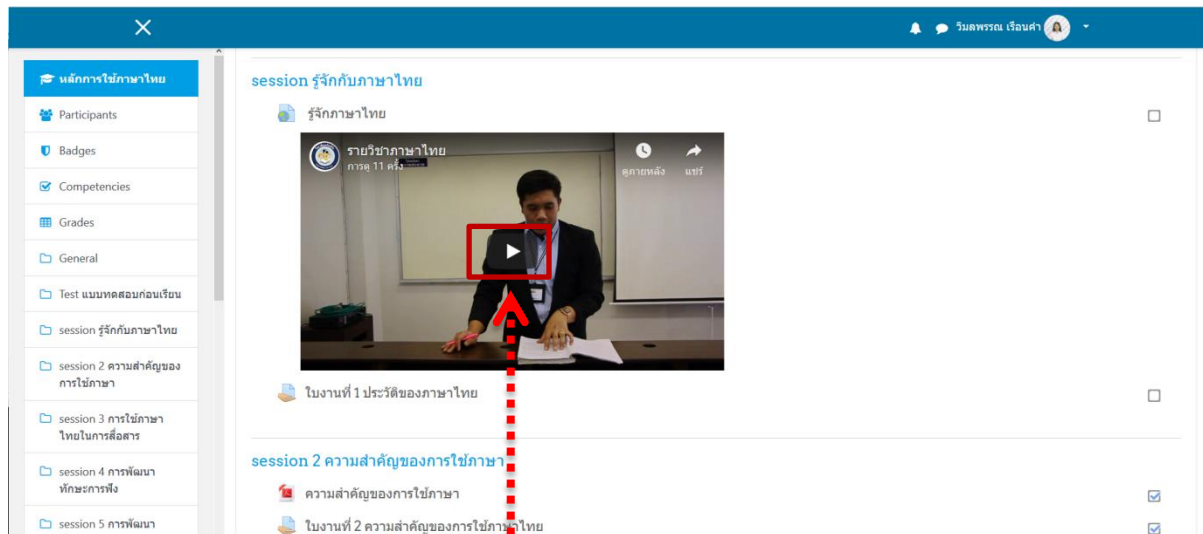 วิมลพรรณ เรือนคำ
หลักการใช้ภาษาไทย
Participants
Badges
Competencies
Grades
General
Test แบบทดสอบก่อนเรียน
session รู้จักกับภาษาไทย
session 2 ความสำคัญของ
การใช้ภาษา
session 3 การใช้ภาษา
ไทยในการสื่อสาร
session 4 การพัฒนา
ทักษะการฟัง
session 5 การพัฒนา
session รู้จักกับภาษาไทย
รู้จักภาษาไทย
รายวิชาภาษาไทย
การดู 11 ครั้ง
ดูภายหลัง
แชร์
ใบงานที่ 1 ประวัติของภาษาไทย
session 2 ความสำคัญของการใช้ภาษา
ความสำคัญของการใช้ภาษา
ใบงานที่ 2 ความสำคัญของการใช้ภาษาไทย